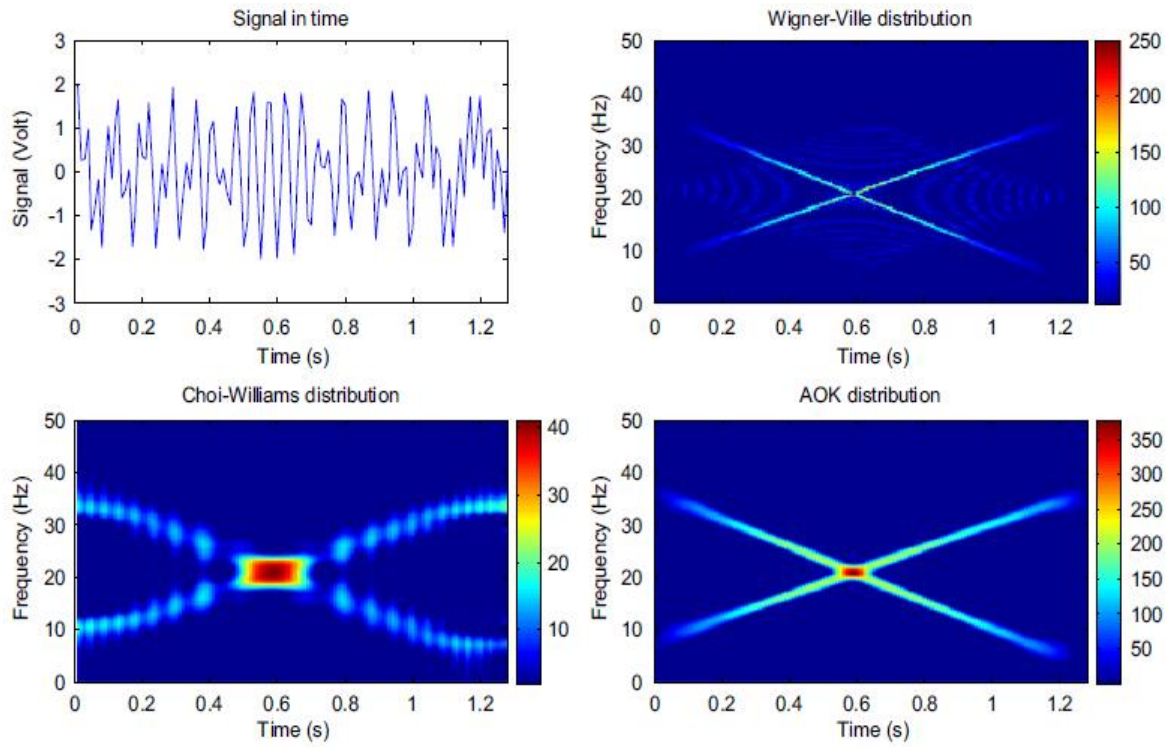 Signal in time
3
2
1
0
-1
-2
-3
Signal (Volt)
0 0.2 0.4 0.6 0.8 1 1.2
Time (s)
Wigner-Ville distribution
50
40
30
20
10
0
Frequency (Hz)
0 0.2 0.4 0.6 0.8 1 1.2
Time (s)
250
200
150
100
50
Choi-Williams distribution
50
40
30
20
10
0
Frequency (Hz)
0 0.2 0.4 0.6 0.8 1 1.2
Time (s)
40
30
20
10
AOK distribution
50
40
30
20
10
0
Frequency (Hz)
0 0.2 0.4 0.6 0.8 1 1.2
Time (s)
350
300
250
200
150
100
50